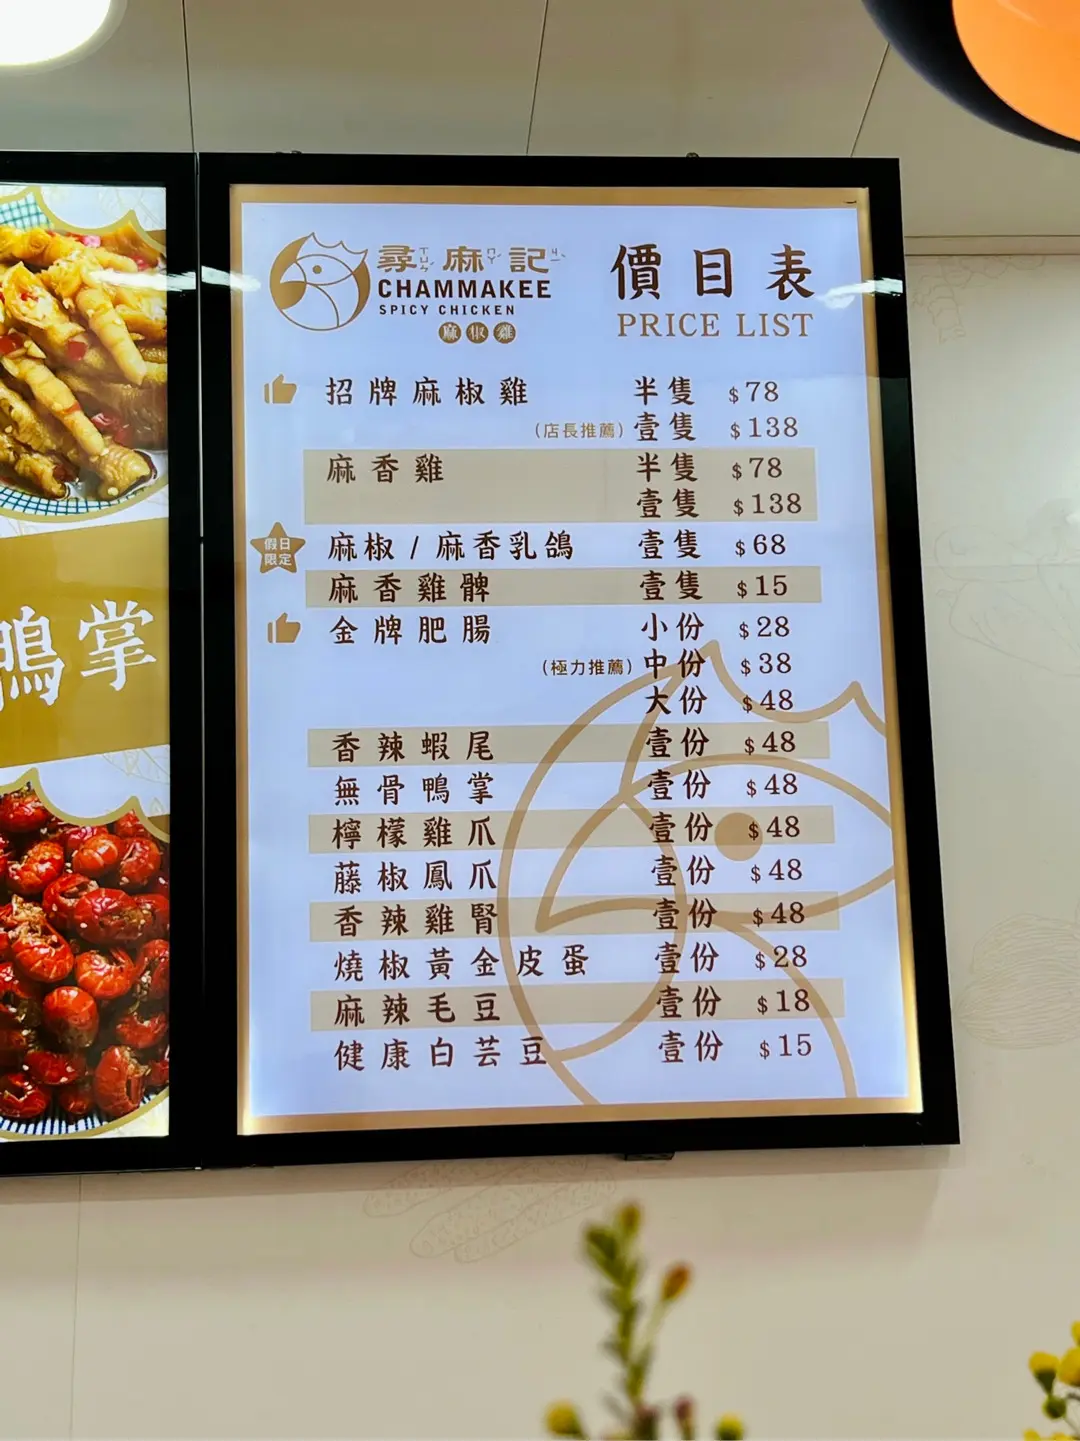 尋麻記
CHAMMAKEE
SPICY CHICKEN
麻椒雞
價目表
PRICE LIST
招牌麻椒雞 半隻 $78
(店長推薦) 壹隻 $138
麻香雞 半隻 $78
壹隻 $138
假日
限定
麻椒/麻香乳鴿 壹隻 $68
麻香雞髀 壹隻 $15
金牌肥腸 小份 $28
(極力推薦) 中份 $38
大份 $48
香辣蝦尾 壹份 $48
無骨鴨掌 壹份 $48
檸檬雞爪 壹份 $48
藤椒鳳爪 壹份 $48
香辣雞腎 壹份 $48
燒椒黃金皮蛋 壹份 $28
麻辣毛豆 壹份 $18
健康白芸豆 壹份 $15
鴨掌